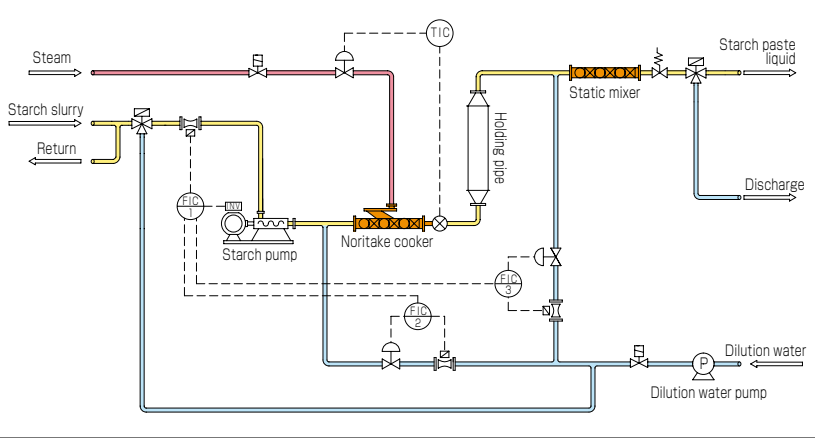 TIC
Steam
Starch paste
liquid
Static mixer
Starch slurry
Return
Holding pipe
Discharge
FIC
1
INV
Noritake cooker
Starch pump
FIC
3
FIC
2
Dilution water
P
Dilution water pump